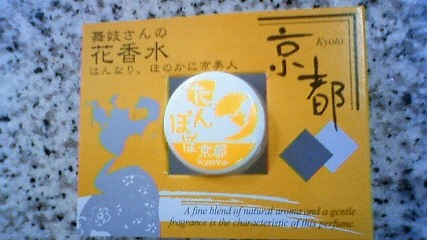 舞妓さんの
花香水
はんなり、ほのかに京美人
京都
Kyoto
たん
ぽぽ
京都
KYOTO
A fine blend of natural aroma and a gentle
fragrance is the characteristic of this perfume.